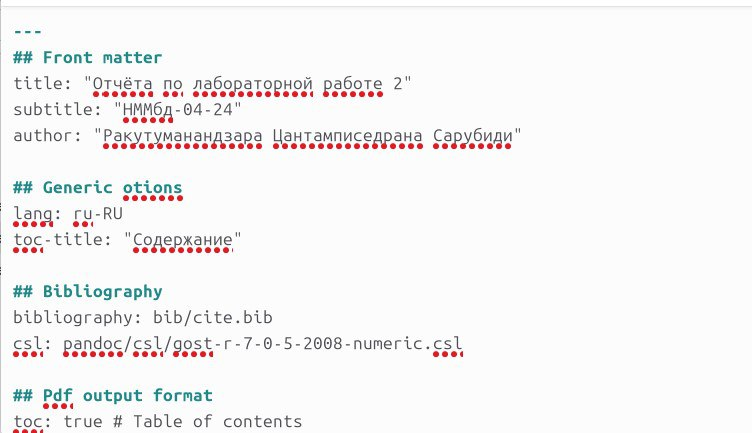 ---
## Front matter
title: "Отчёта по лабораторной работе 2"
subtitle: "НММбд-04-24"
author: "Ракутуманандзара Цантамписедрана Сарубиди"
## Generic otions
lang: ru-RU
toc-title: "Содержание"
## Bibliography
bibliography: bib/cite.bib
csl: pandoc/csl/gost-r-7-0-5-2008-numeric.csl
## Pdf output format
toc: true # Table of contents